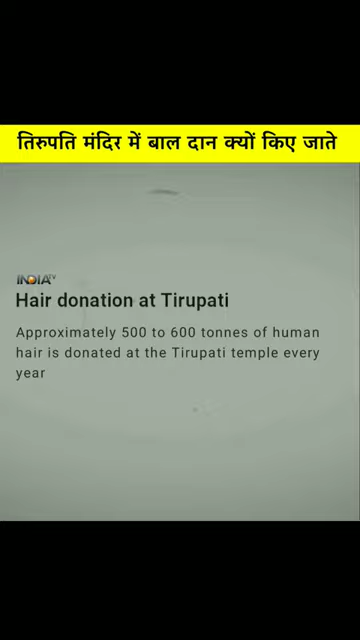 तिरुपति मंदिर में बाल दान क्यों किए जाते
INDIA TV
Hair donation at Tirupati
Approximately 500 to 600 tonnes of human
hair is donated at the Tirupati temple every
year